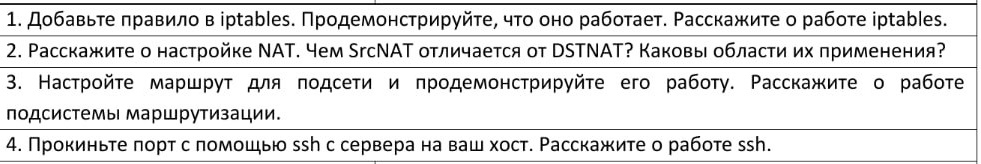 1. Добавьте правило в iptables. Продемонстрируйте, что оно работает. Расскажите о работе iptables.
2. Расскажите о настройке NAT. Чем SrcNAT отличается от DSTNAT? Каковы области их применения?
3. Настройте маршрут для подсети и продемонстрируйте его работу. Расскажите о работе
подсистемы маршрутизации.
4. Прокиньте порт с помощью ssh с сервера на ваш хост. Расскажите о работе ssh.